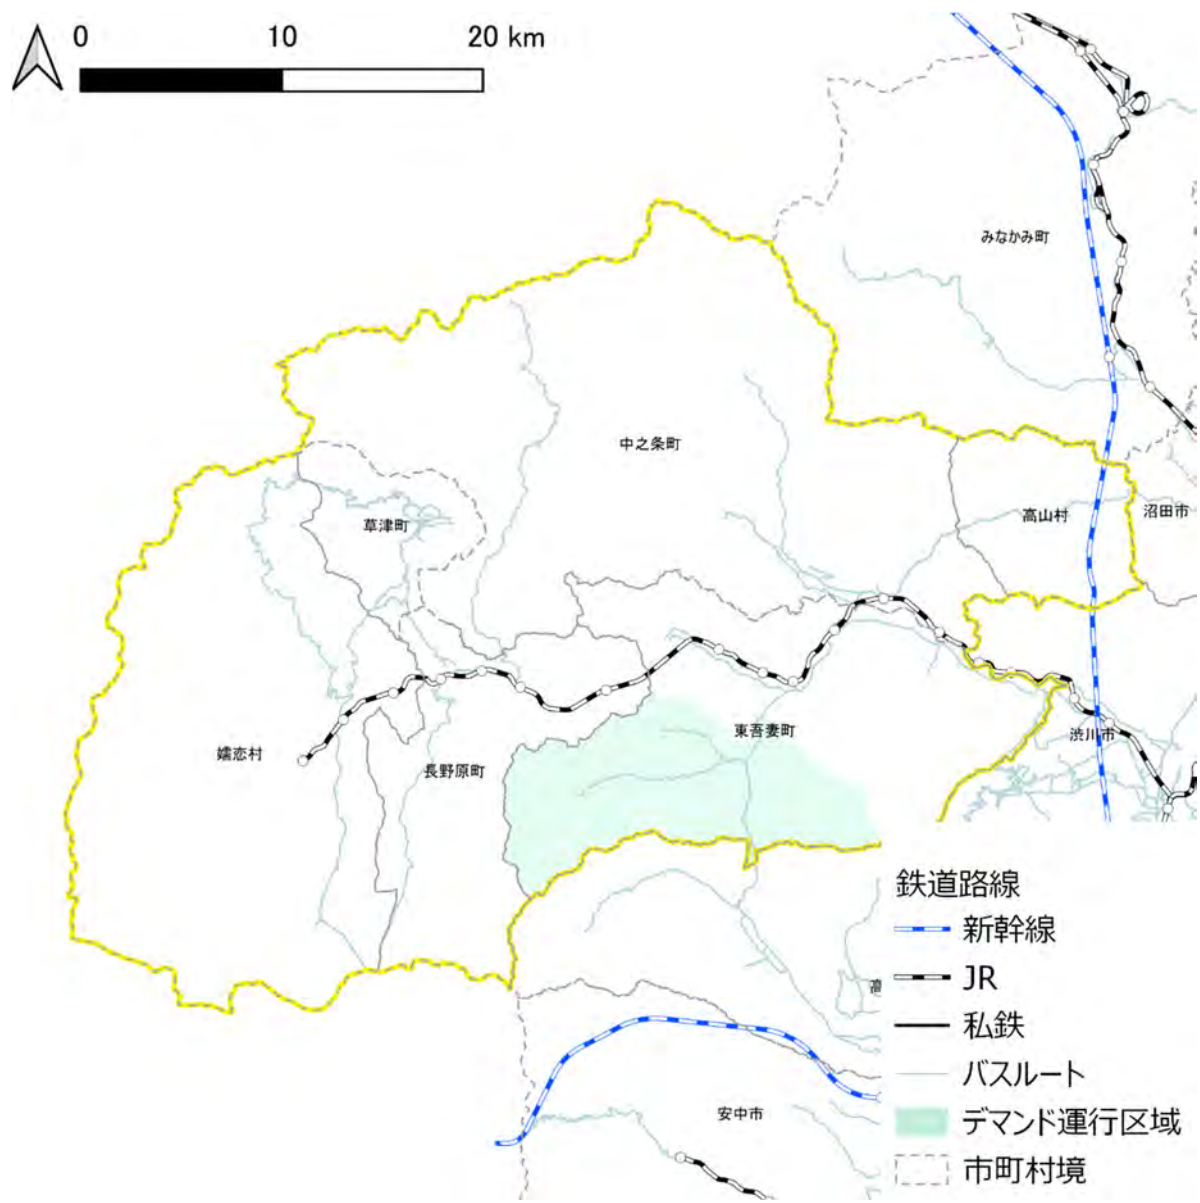 0 10 20 km
みなかみ町
中之条町
草津町
高山村
沼田市
東吾妻町
渋川市
嬬恋村
長野原町
鉄道路線
新幹線
JR
私鉄
バスルート
デマンド運行区域
市町村境
安中市